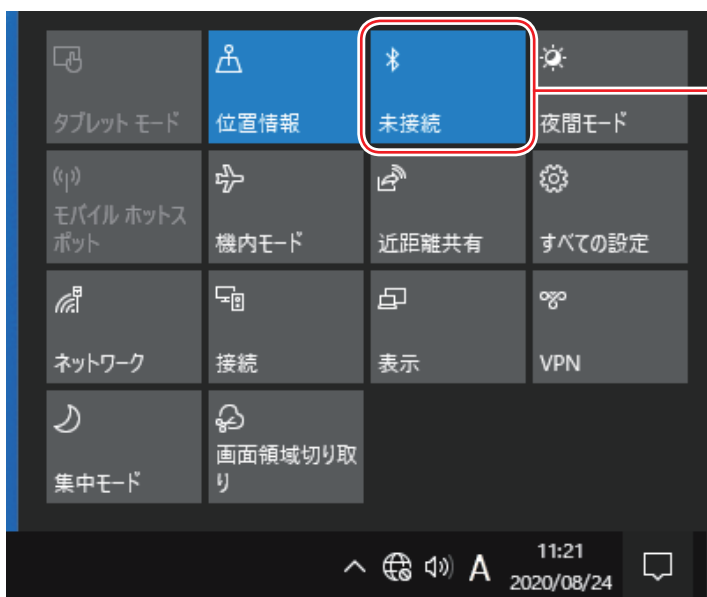 タブレット モード
位置情報
未接続
夜間モード
モバイル ホットス
ポット
機内モード
近距離共有
すべての設定
ネットワーク
接続
表示
VPN
集中モード
画面領域切り取
り
A
11:21
2020/08/24